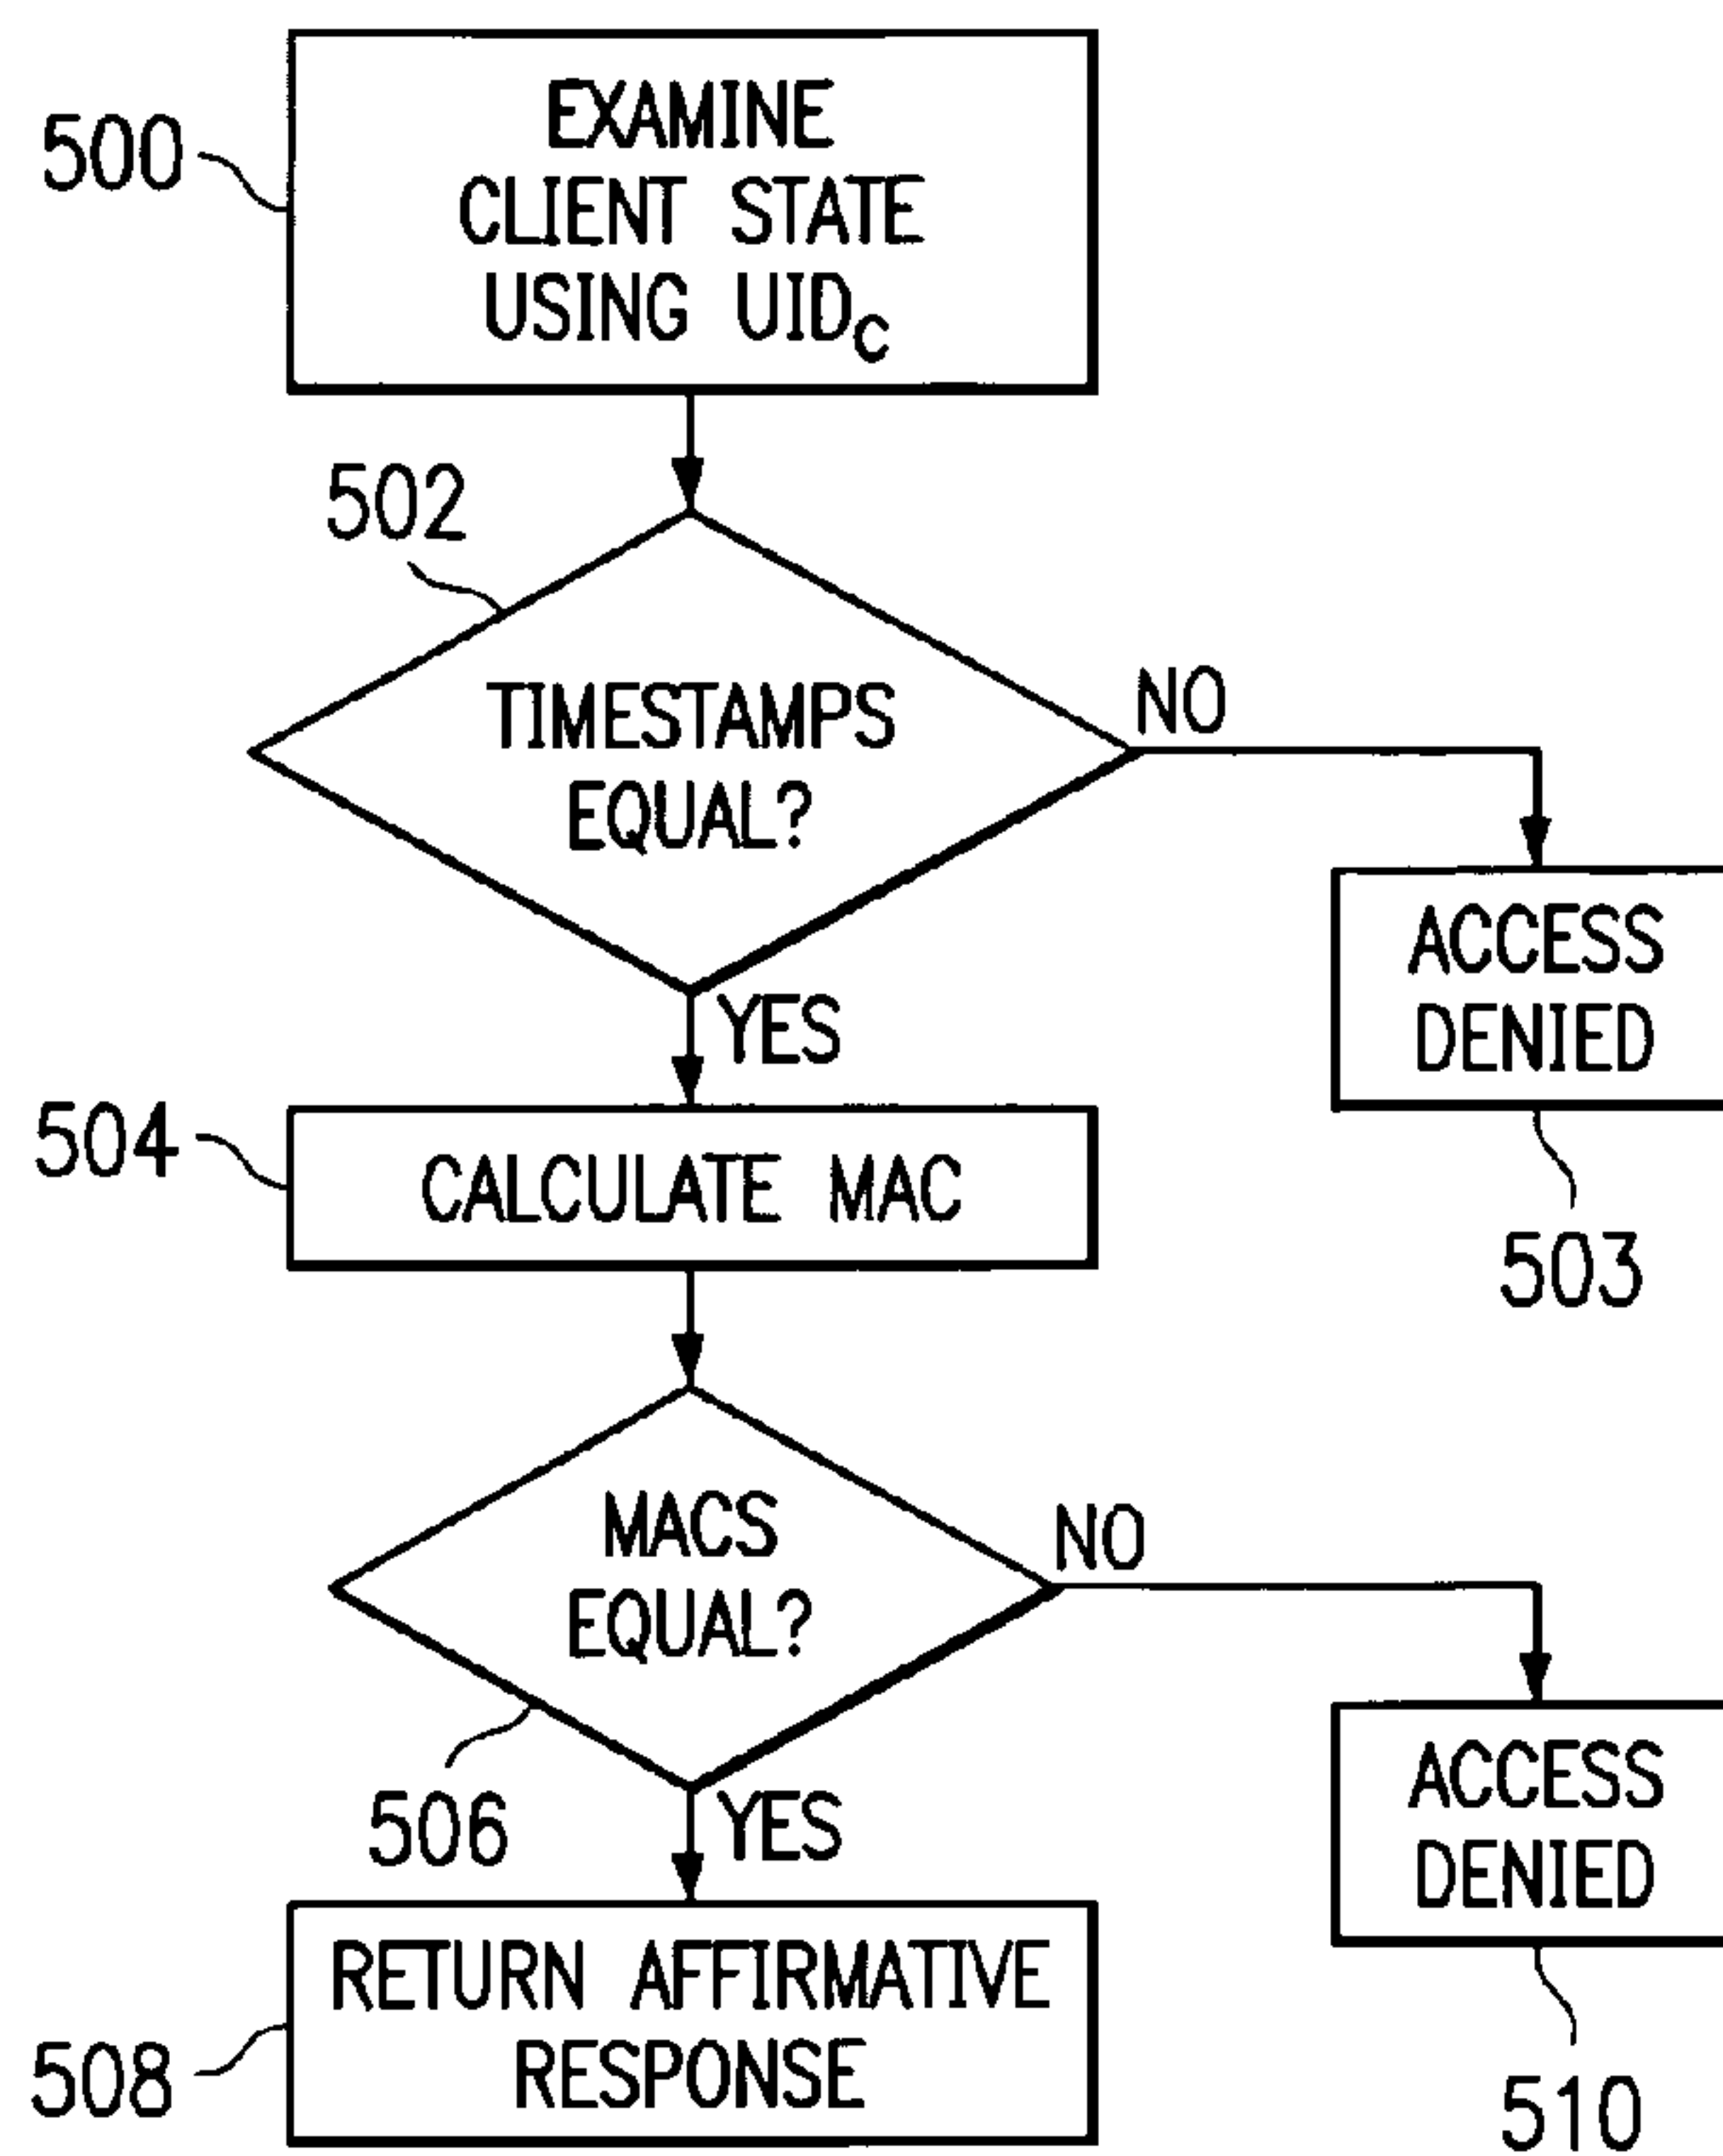 500
EXAMINE
CLIENT STATE
USING UIDC
502
TIMESTAMPS
EQUAL?
NO
YES
ACCESS
DENIED
503
504
CALCULATE MAC
MACS
EQUAL?
NO
506
YES
ACCESS
DENIED
510
508
RETURN AFFIRMATIVE
RESPONSE